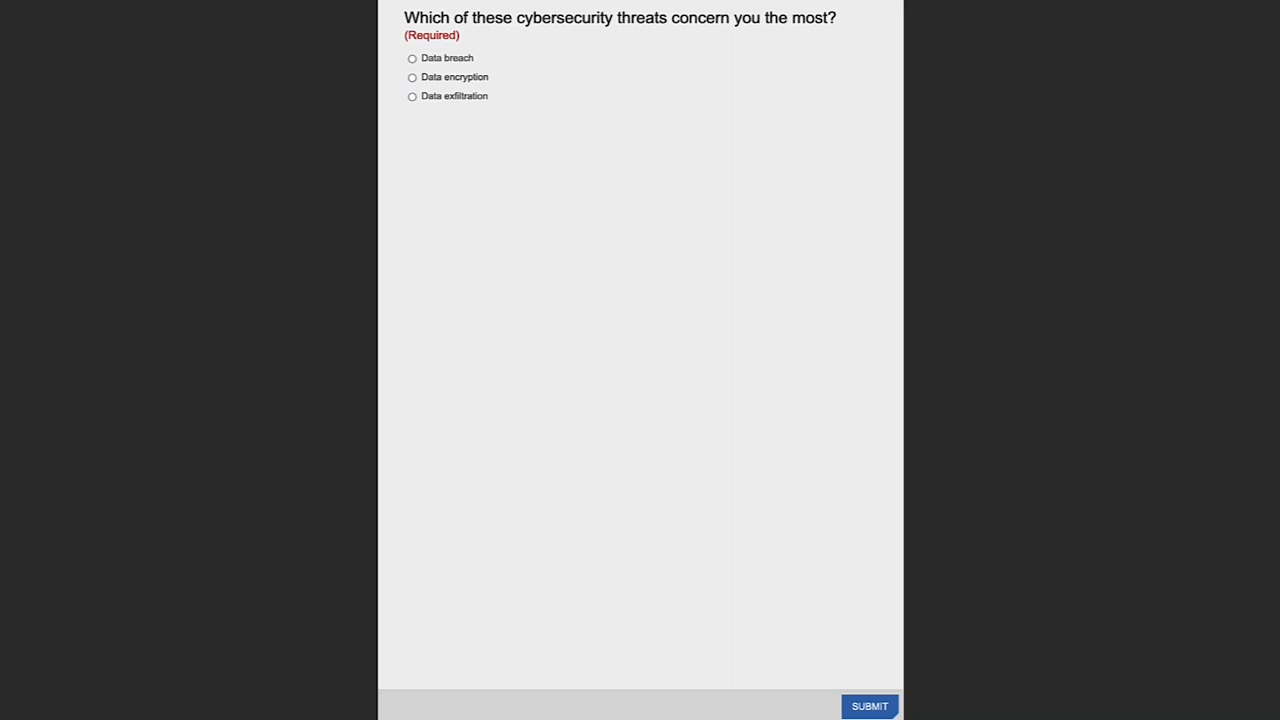 Which of these cybersecurity threats concern you the most?
(Required)
Data breach
Data encryption
Data exfiltration
SUBMIT